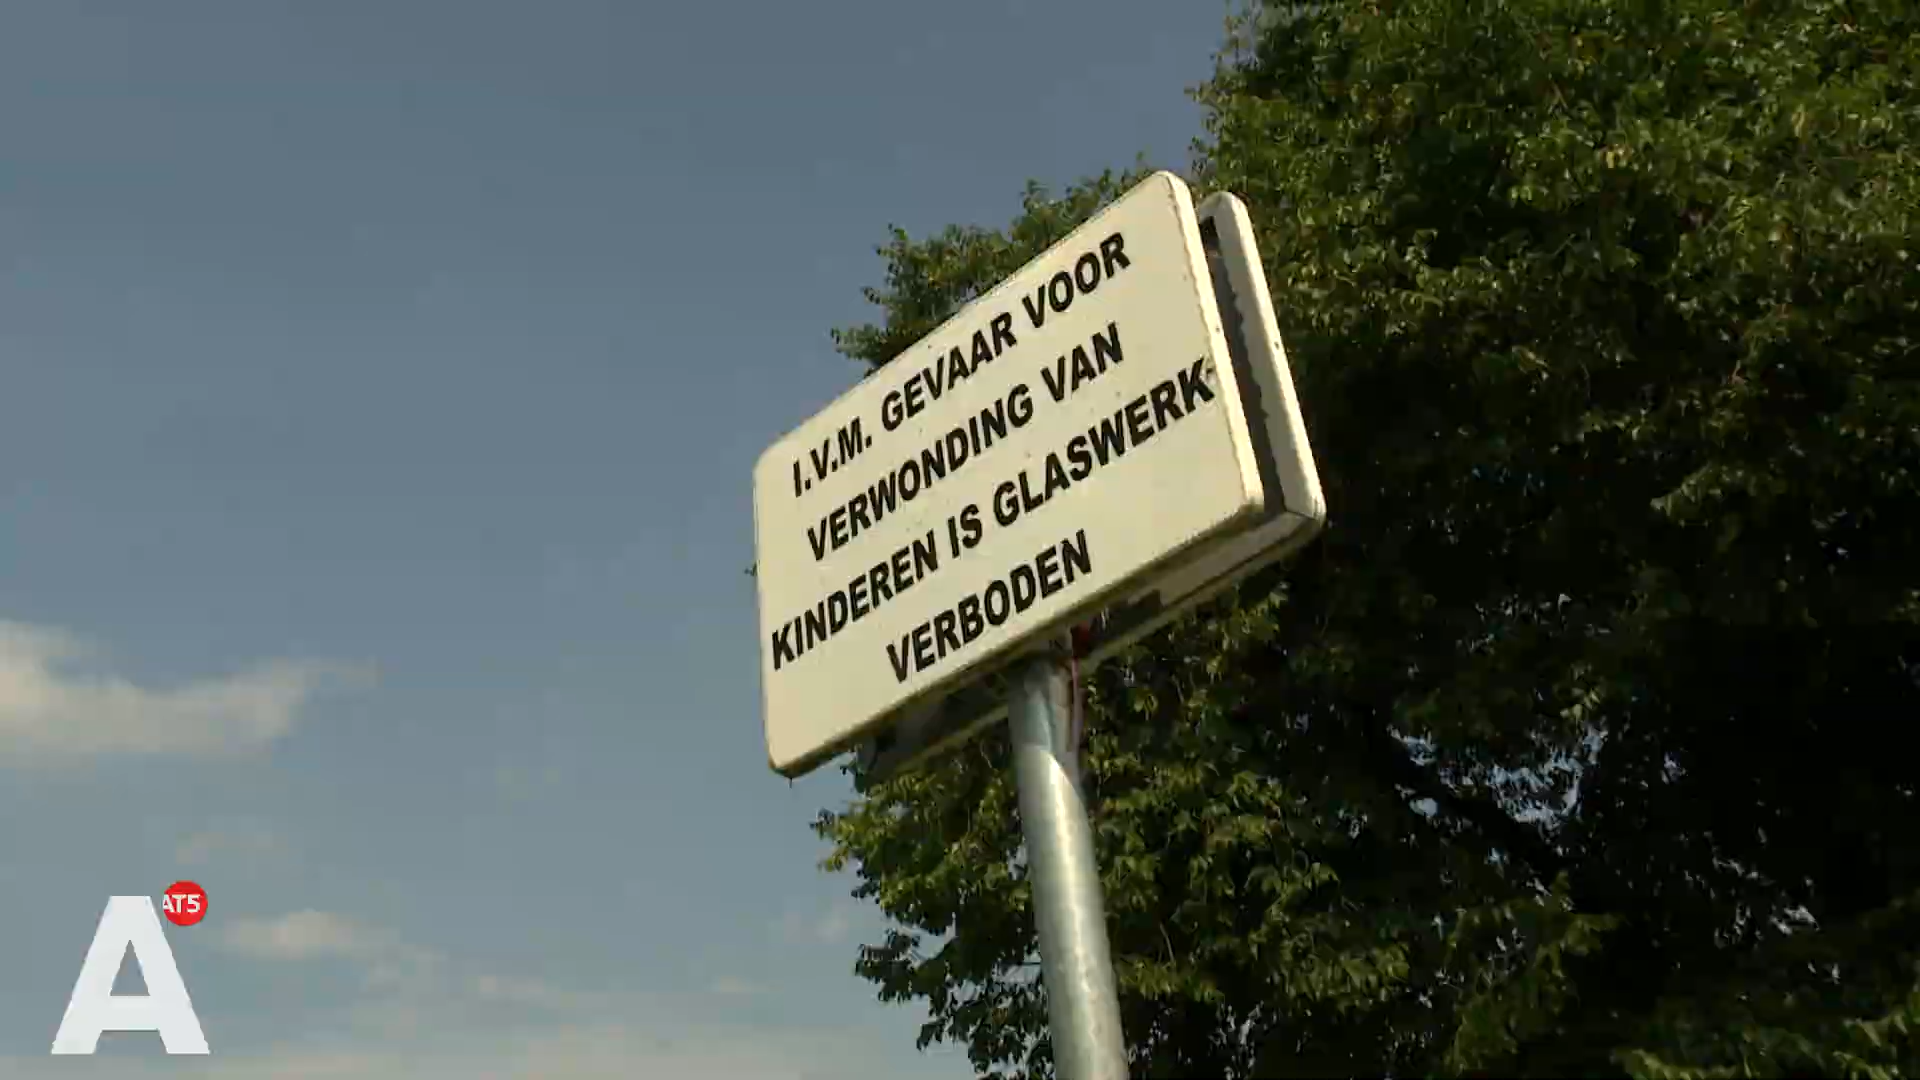 I.V.M. GEVAAR VOOR
VERWONDING VAN
KINDEREN IS GLASWERK
VERBODEN
A
AT5